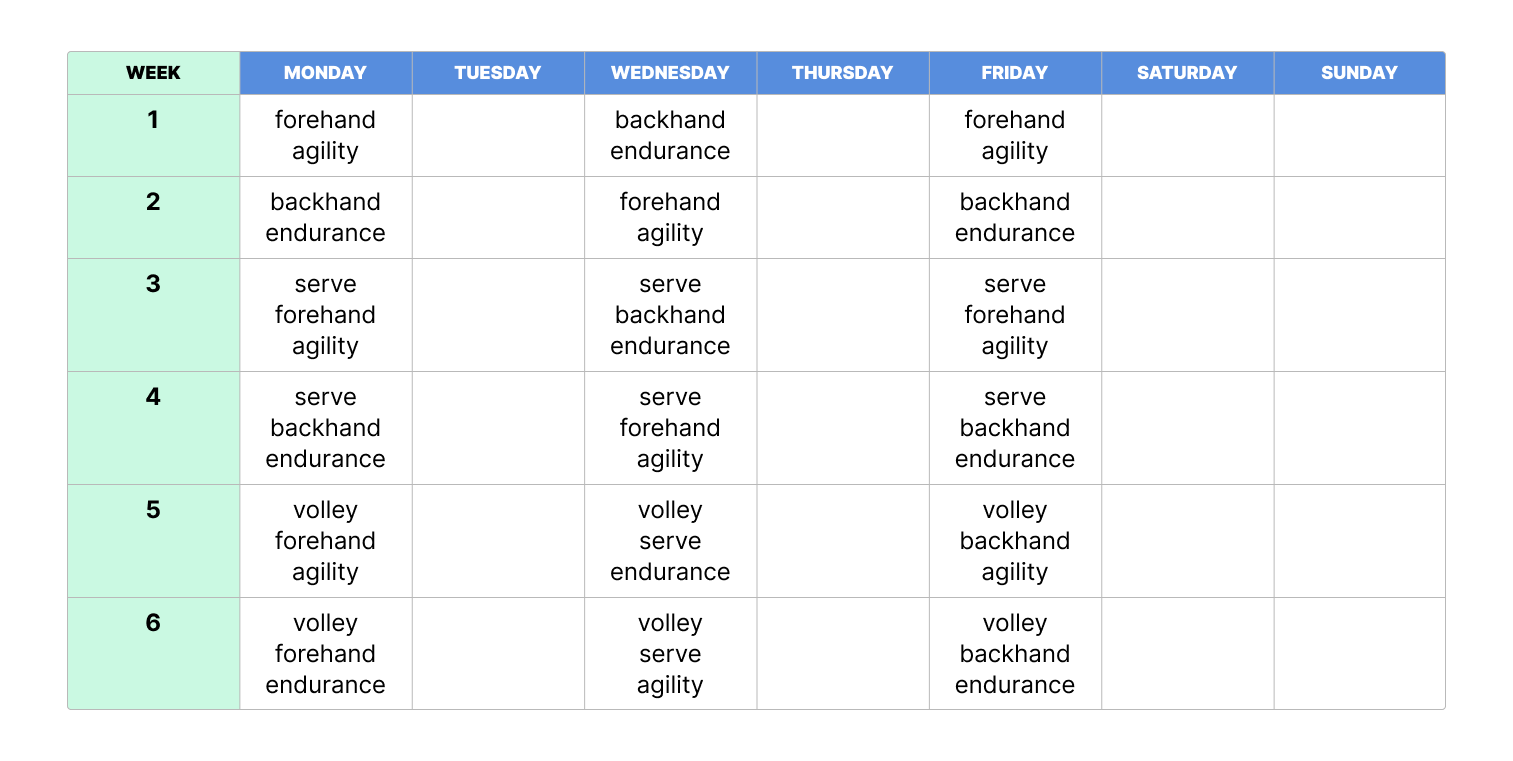 WEEK MONDAY TUESDAY WEDNESDAY THURSDAY FRIDAY SATURDAY SUNDAY
1 forehand backhand forehand
agility endurance agility
2 backhand forehand backhand
endurance agility endurance
3 serve serve serve
forehand backhand forehand
agility endurance agility
4 serve serve serve
backhand forehand backhand
endurance agility endurance
5 volley volley volley
forehand serve backhand
agility endurance agility
6 volley volley volley
forehand serve backhand
endurance agility endurance